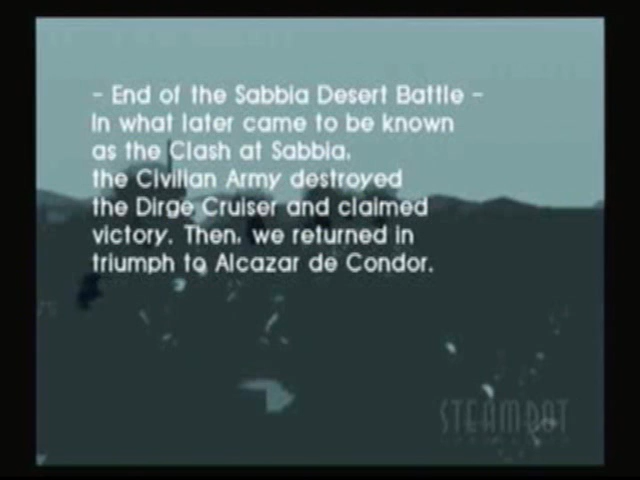 - End of the Sabbia Desert Battle -
In what later came to be known
as the Clash at Sabbia,
the Civilian Army destroyed
the Dirge Cruiser and claimed
victory. Then, we returned in
triumph to Alcazar de Condor.
STEAMBOT